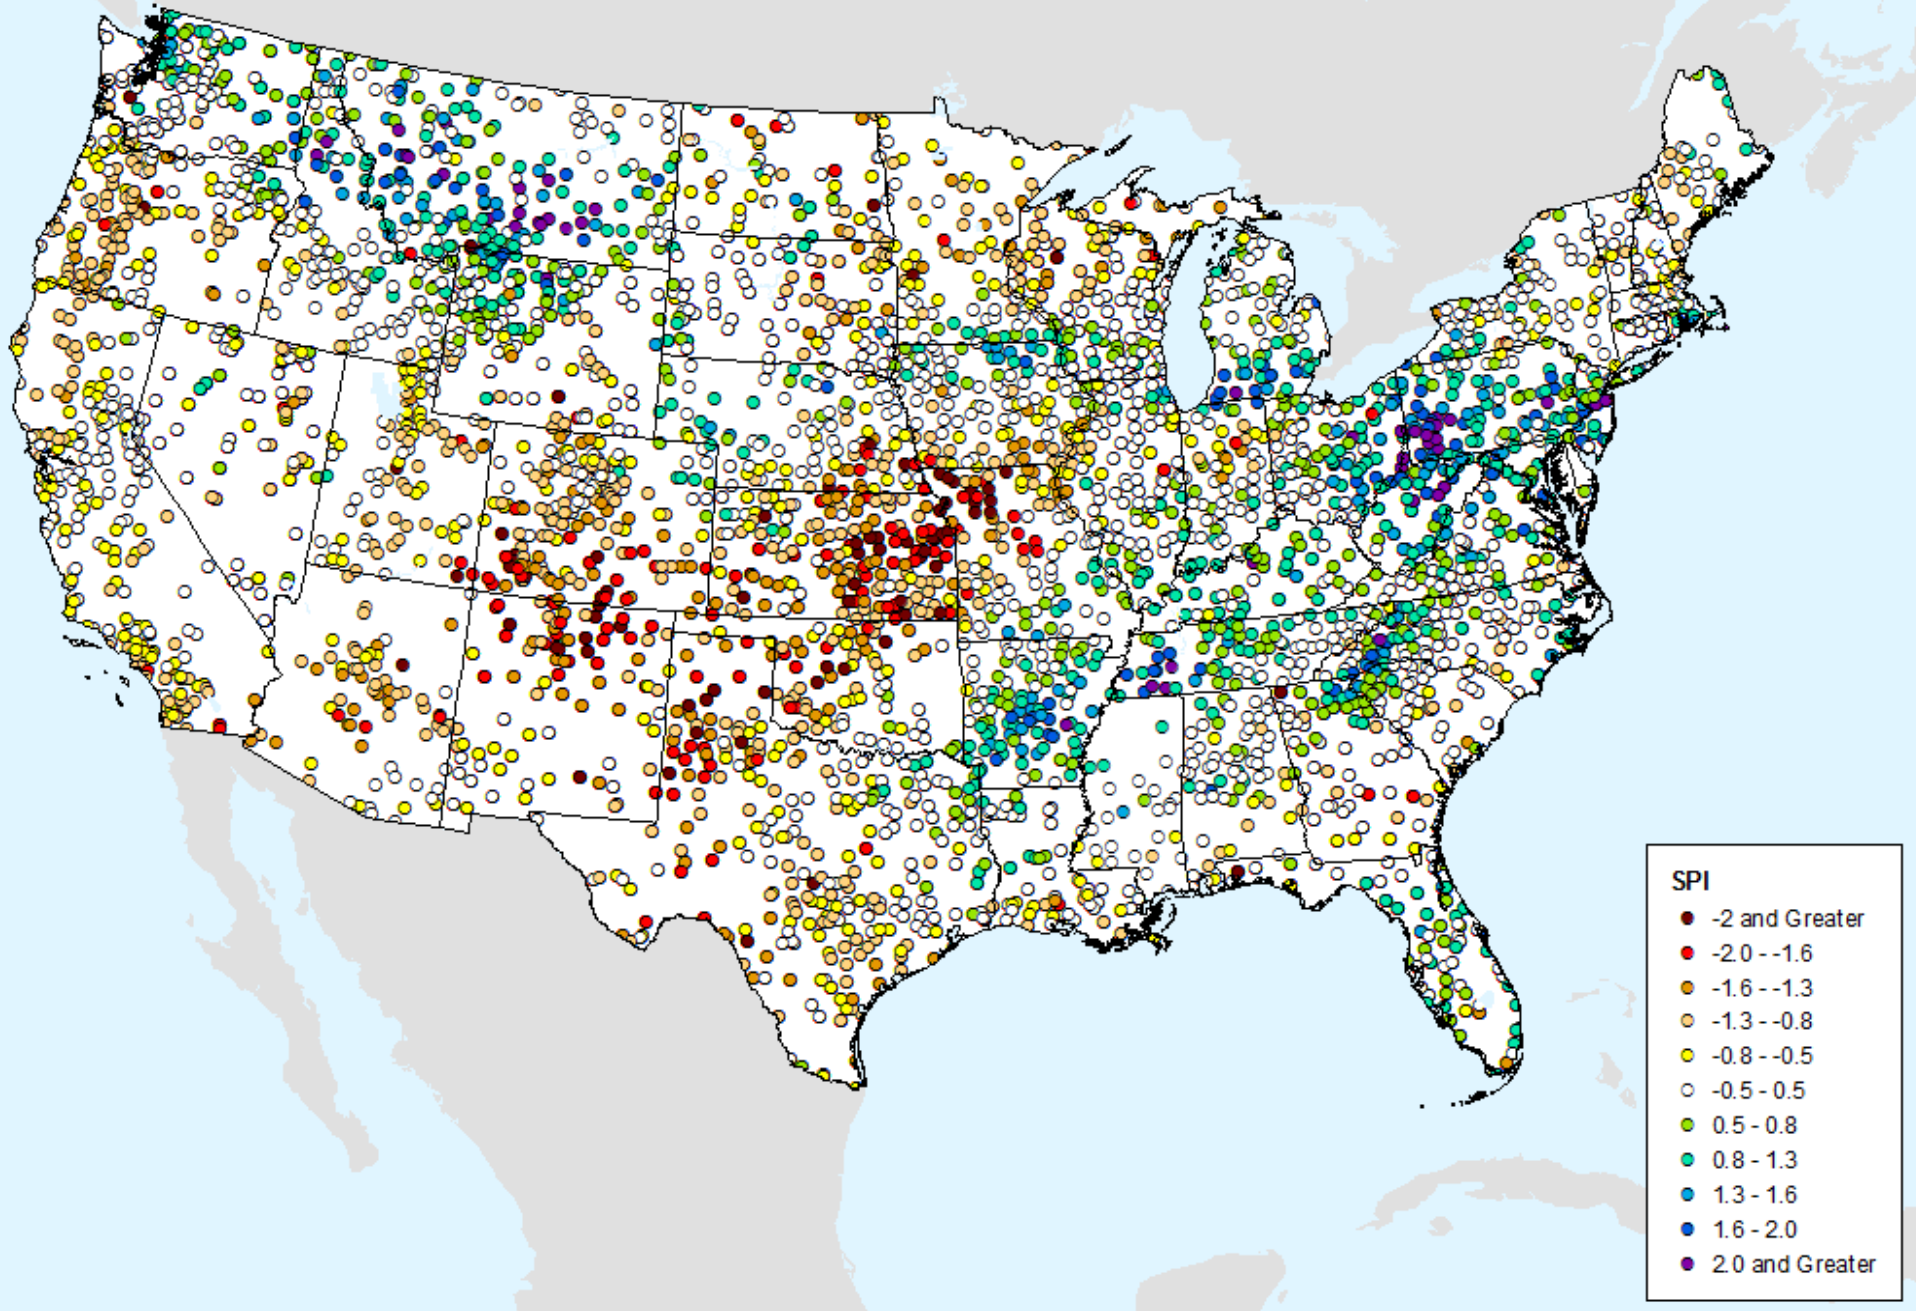 SPI
-2 and Greater
-2.0 - -1.6
-1.6 - -1.3
-1.3 - -0.8
-0.8 - -0.5
-0.5 - 0.5
0.5 - 0.8
0.8 - 1.3
1.3 - 1.6
1.6 - 2.0
2.0 and Greater